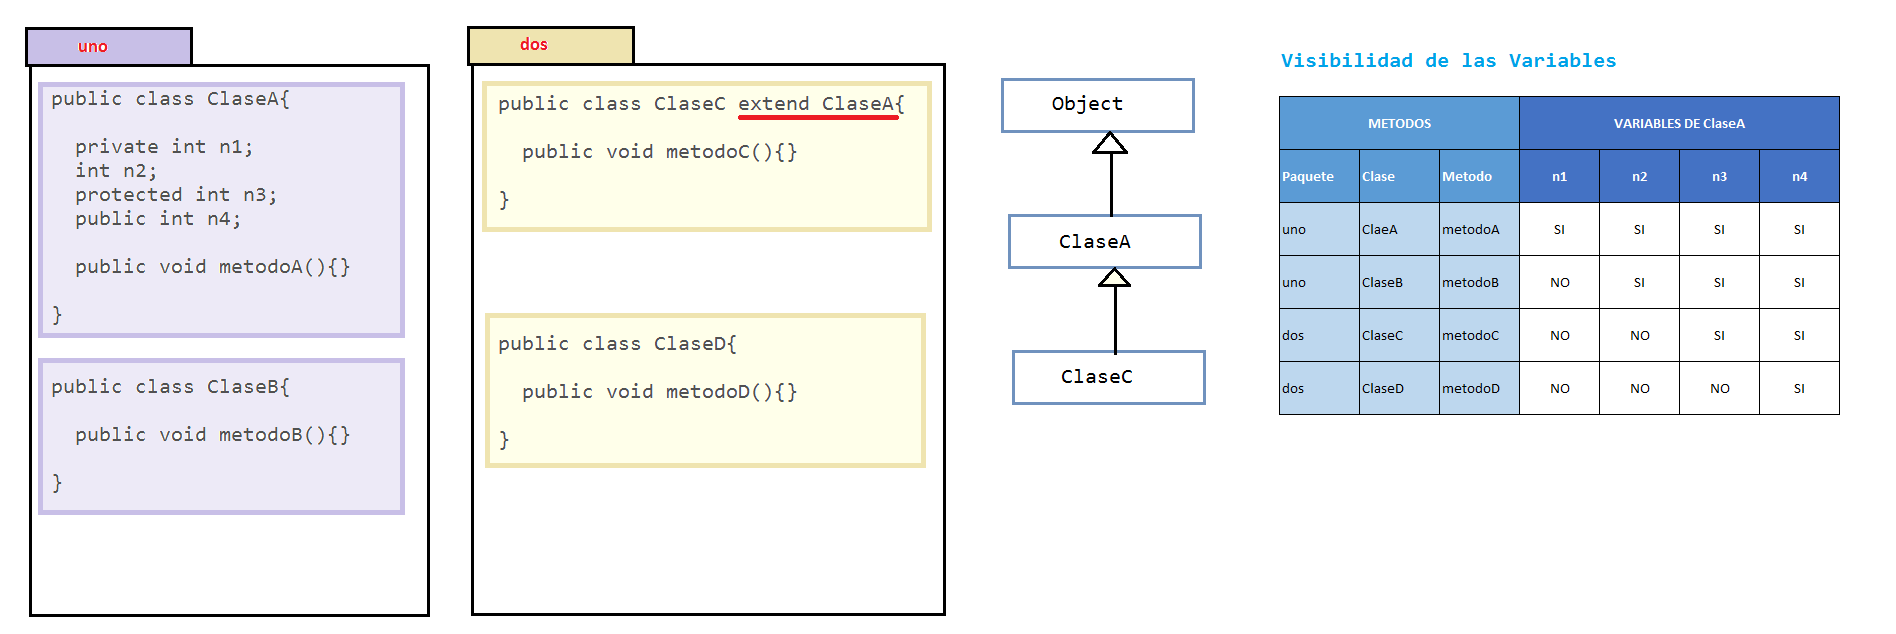 uno
public class ClaseA{
private int n1;
int n2;
protected int n3;
public int n4;
public void metodoA(){}
}
public class ClaseB{
public void metodoB(){}
}
dos
public class ClaseC extend ClaseA{
public void metodoC(){}
}
public class ClaseD{
public void metodoD(){}
}
Object
ClaseA
ClaseC
Visibilidad de las Variables
METODOS VARIABLES DE ClaseA
Paquete Clase Metodo n1 n2 n3 n4
uno ClaeA metodoA SI SI SI SI
uno ClaseB metodoB NO SI SI SI
dos ClaseC metodoC NO NO SI SI
dos ClaseD metodoD NO NO NO SI